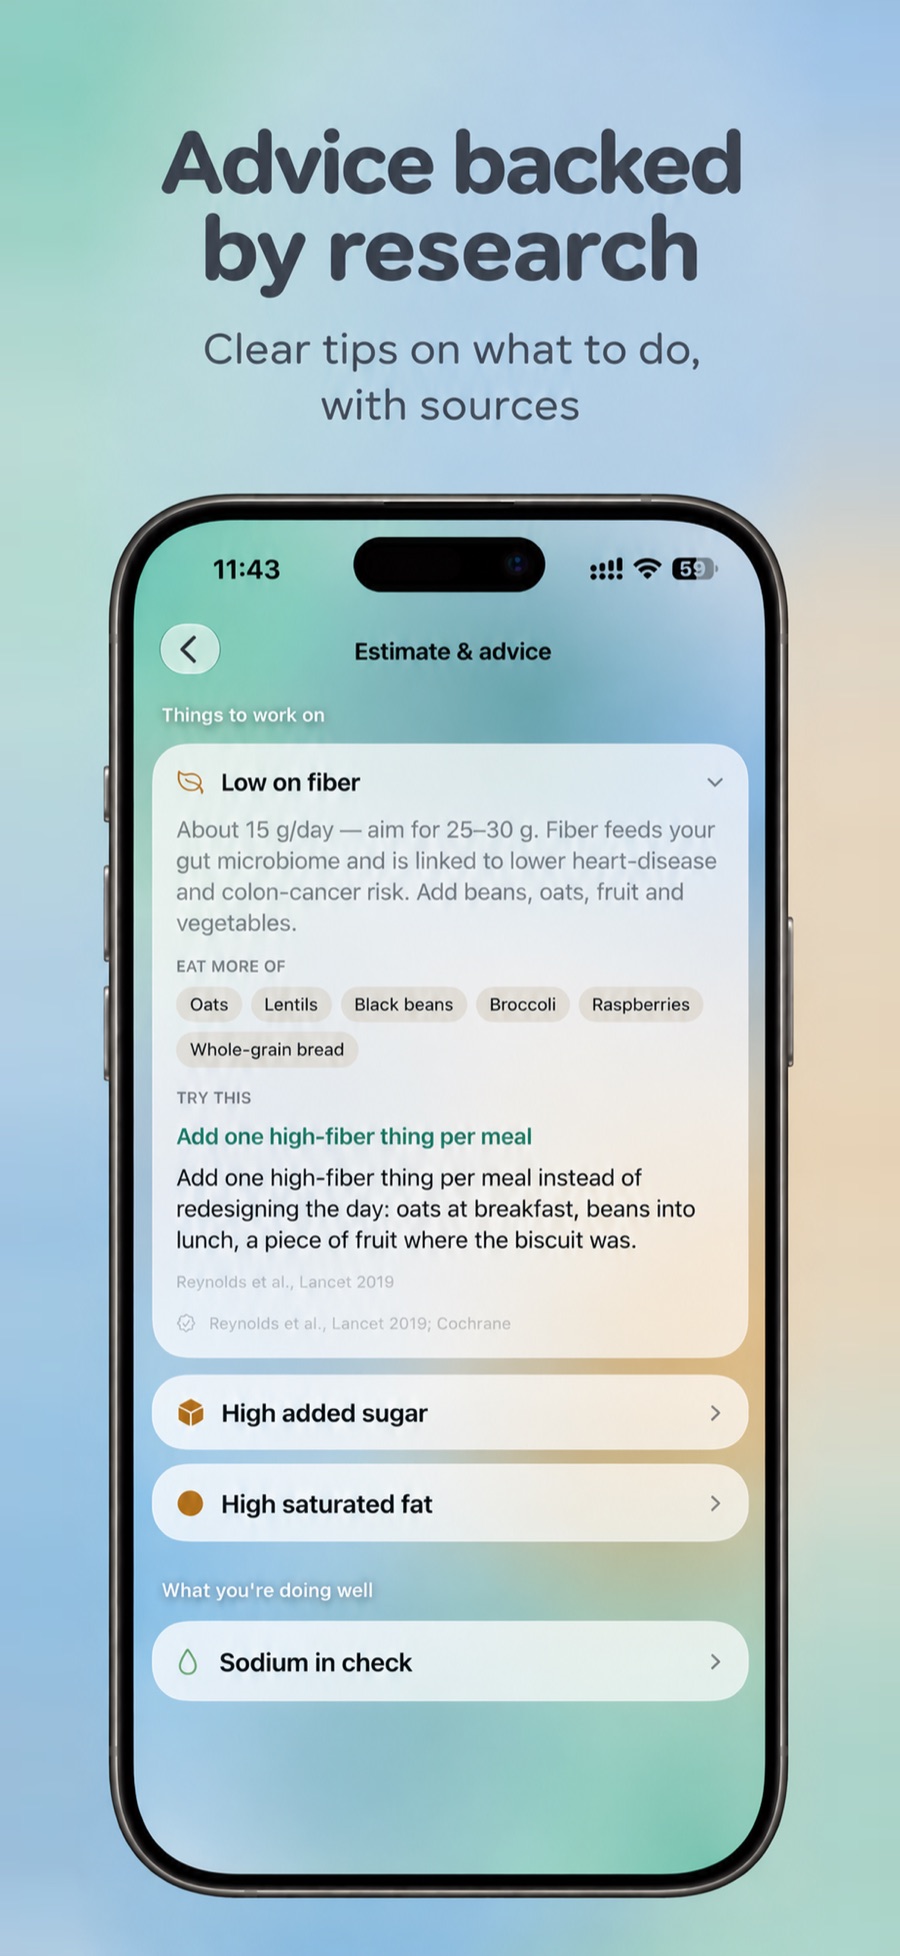 Advice backed
by research
Clear tips on what to do,
with sources
11:43
59
Estimate & advice
Things to work on
Low on fiber
About 15 g/day — aim for 25–30 g. Fiber feeds your
gut microbiome and is linked to lower heart-disease
and colon-cancer risk. Add beans, oats, fruit and
vegetables.
EAT MORE OF
Oats Lentils Black beans Broccoli Raspberries
Whole-grain bread
TRY THIS
Add one high-fiber thing per meal
Add one high-fiber thing per meal instead of
redesigning the day: oats at breakfast, beans into
lunch, a piece of fruit where the biscuit was.
Reynolds et al., Lancet 2019
Reynolds et al., Lancet 2019; Cochrane
High added sugar
High saturated fat
What you're doing well
Sodium in check